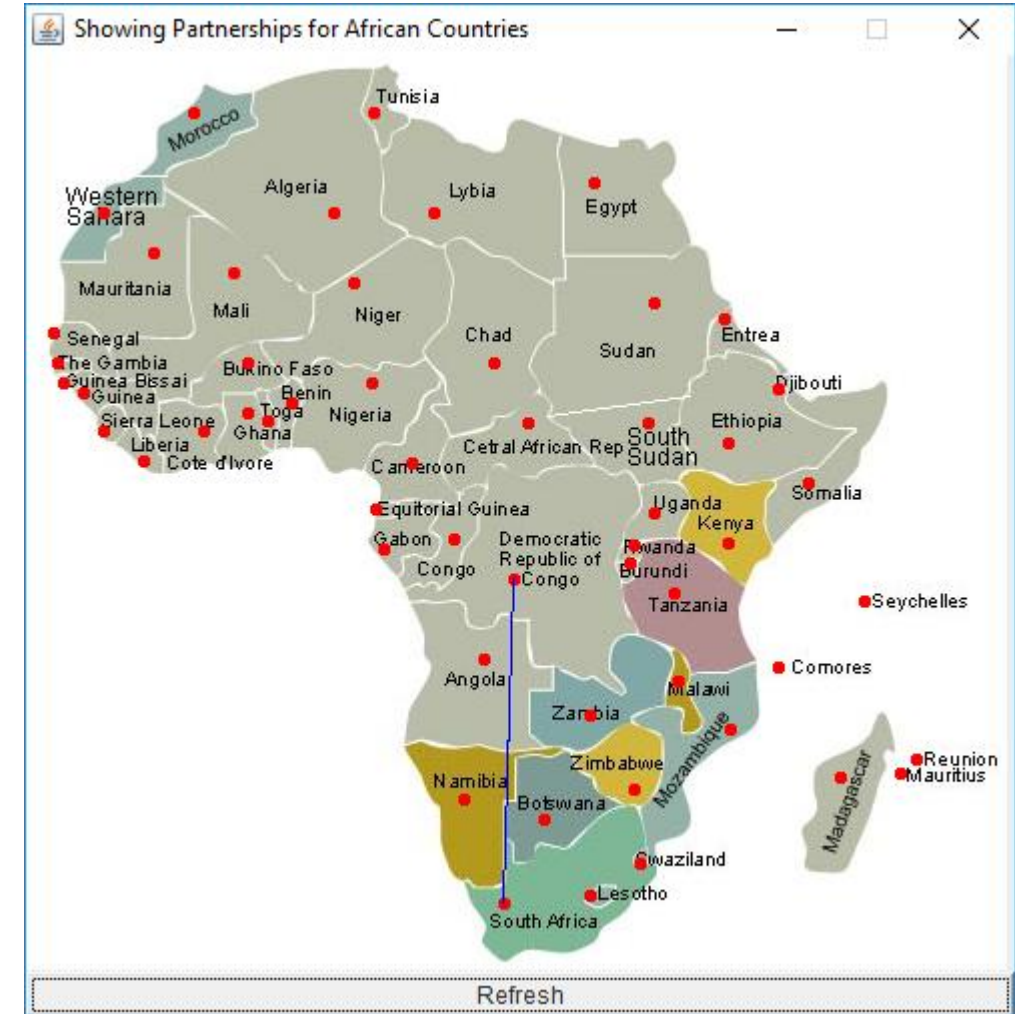 Showing Partnerships for African Countries
Tunisia
Morocco
Algeria
Lybia
Egypt
Western
Sahara
Mauritania
Mali
Niger
Chad
Sudan
Entrea
Senegal
The Gambia
Guinea Bissai
Guinea
Bukino Faso
Benin
Djibouti
Sierra Leone
Toga
Nigeria
Ethiopia
Liberia
Ghana
Cetral African Rep
South
Sudan
Cote d'Ivore
Cameroon
Somalia
Equitorial Guinea
Uganda
Kenya
Gabon
Congo
Democratic
Republic of
Congo
Rwanda
Burundi
Tanzania
Seychelles
Comores
Angola
Malawi
Zambia
Mozambique
Zimbabwe
Namibia
Botswana
Madagascar
Reunion
Mauritius
Swaziland
Lesotho
South Africa
Refresh